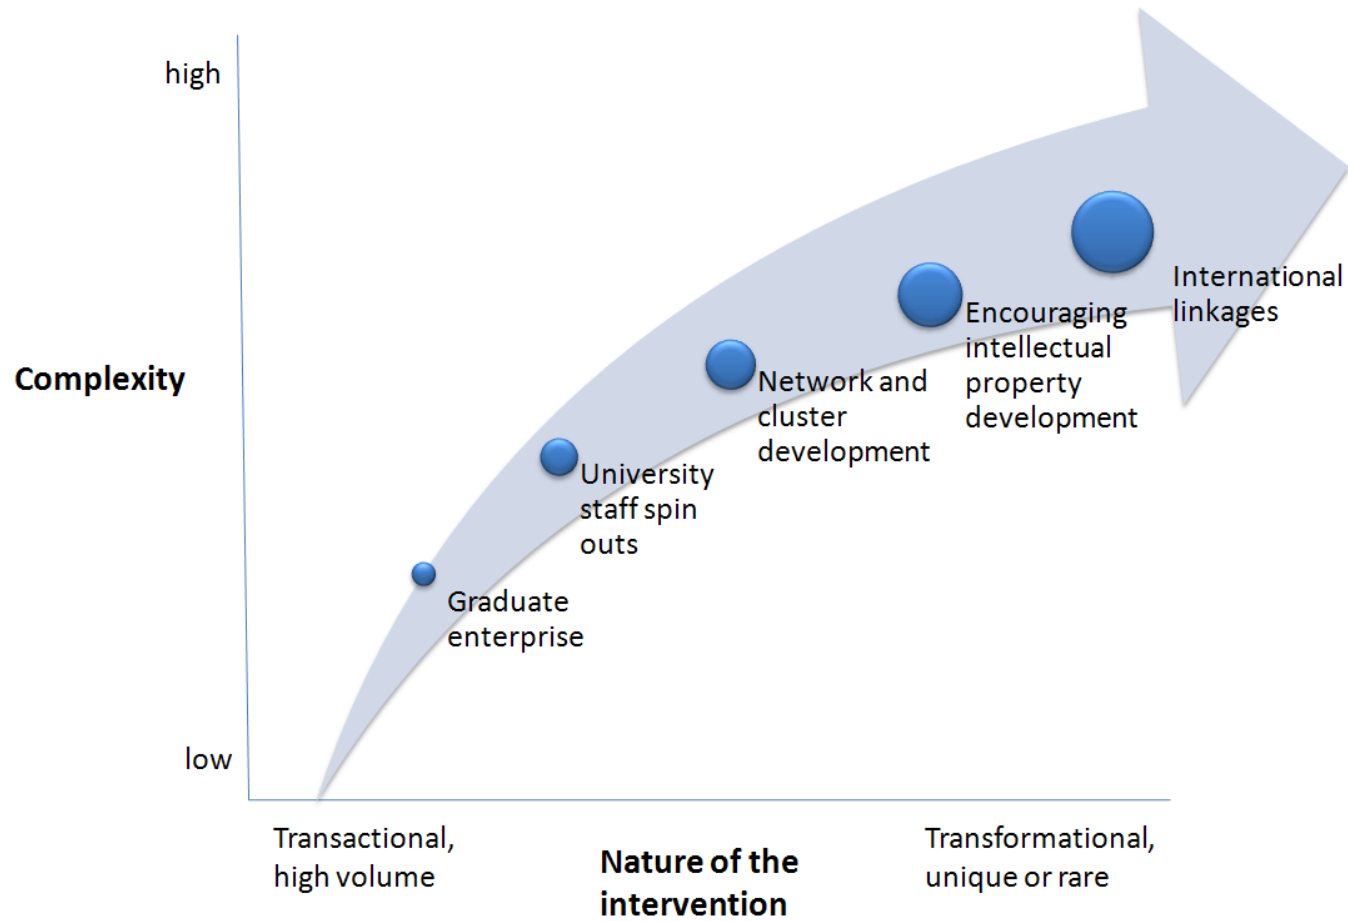 high
International
linkages
Encouraging
intellectual
property
development
Complexity
Network and
cluster
development
University
staff spin
outs
Graduate
enterprise
low
Transactional,
high volume
Nature of the
intervention
Transformational,
unique or rare